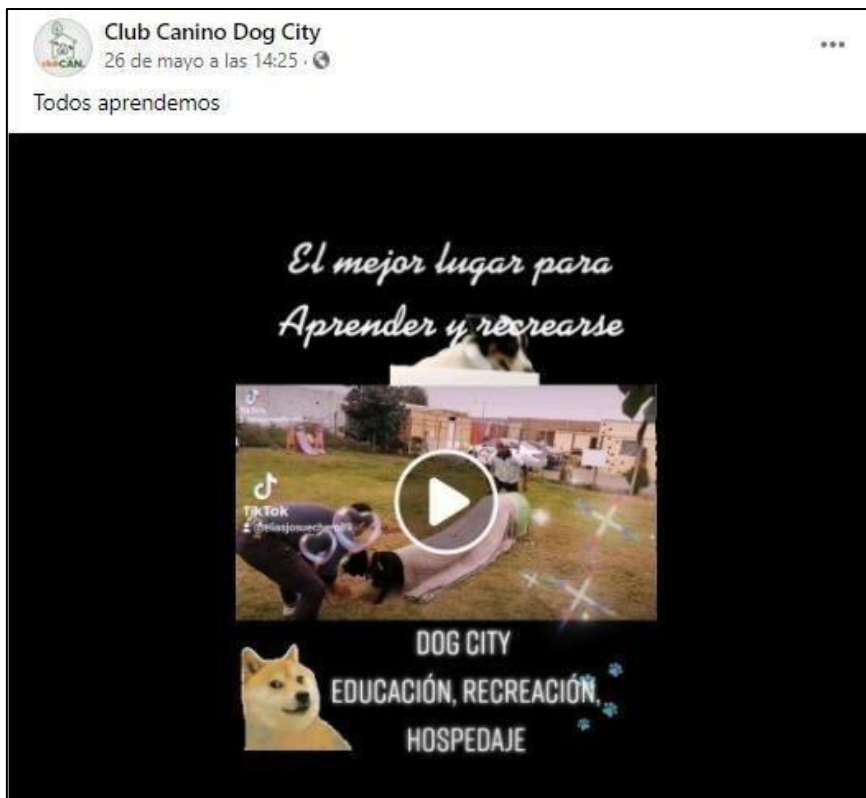 Club Canino Dog City
26 de mayo a las 14:25
Todos aprendemos
El mejor lugar para
Aprender y recrearse
TikTok
DOG CITY
EDUCACIÓN, RECREACIÓN,
HOSPEDAJE